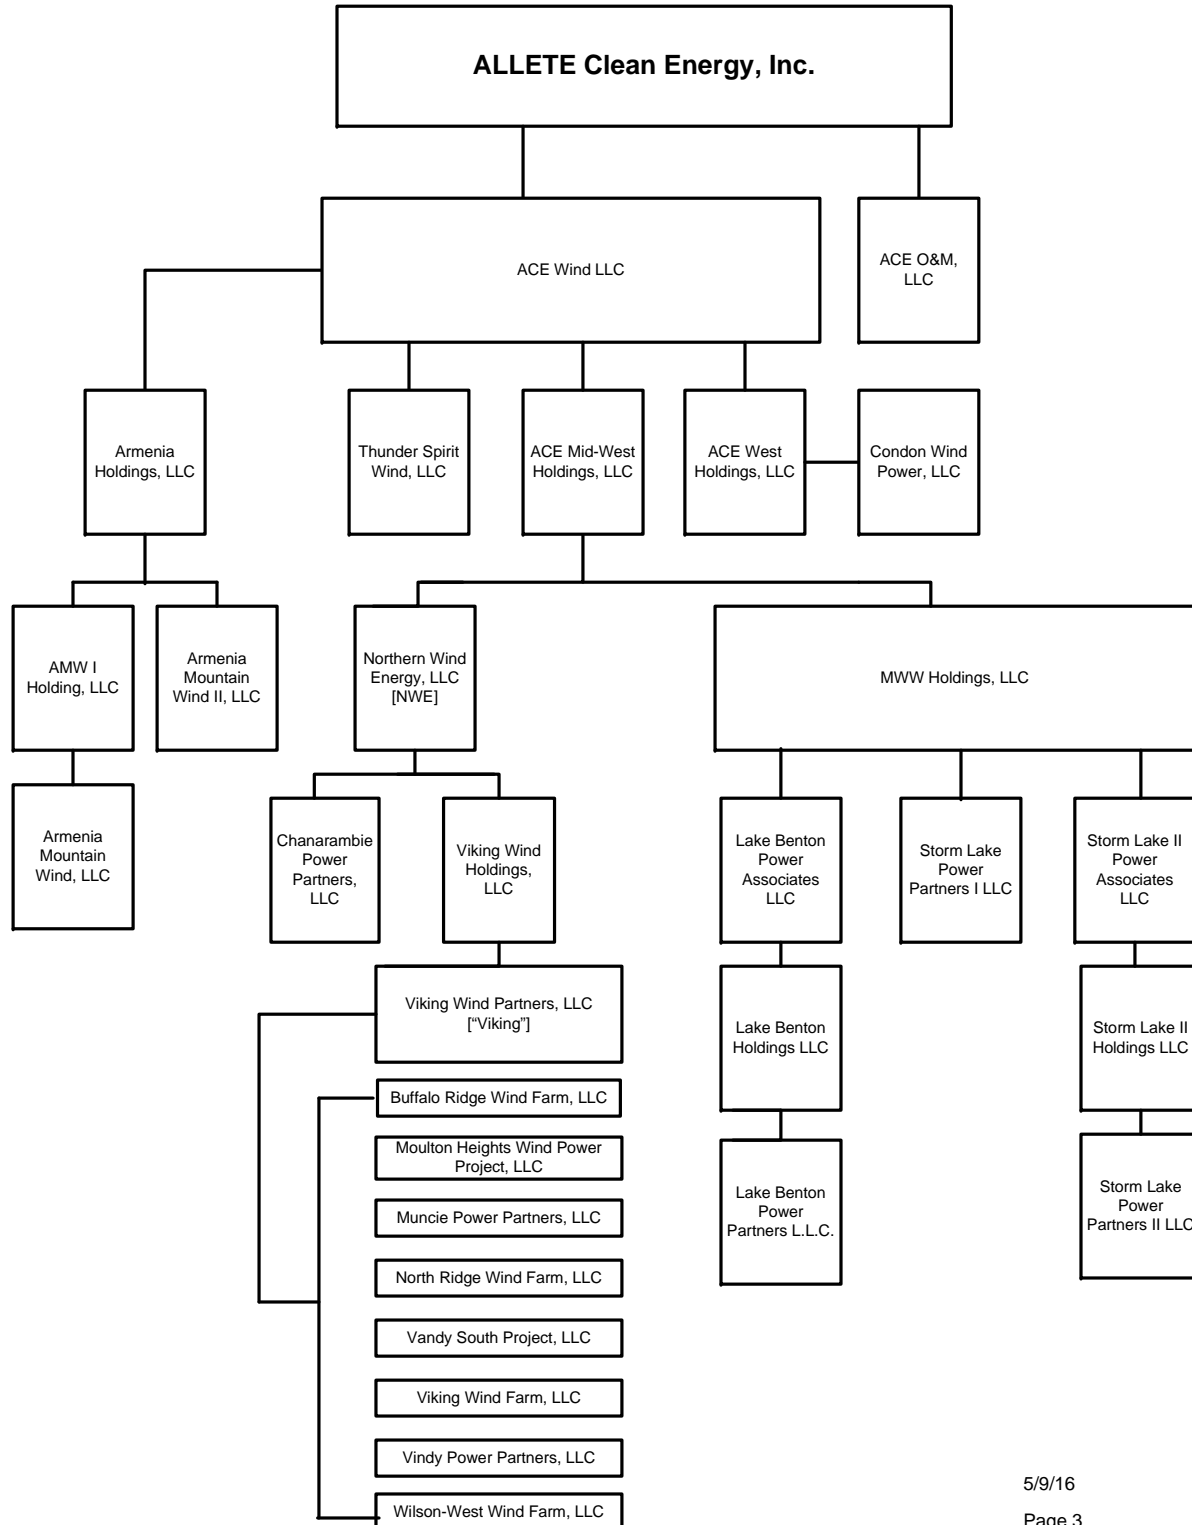 ALLETE Clean Energy, Inc.
ACE Wind LLC
ACE O&M,
LLC
Armenia
Holdings, LLC
Thunder Spirit
Wind, LLC
ACE Mid-West
Holdings, LLC
ACE West
Holdings, LLC
Condon Wind
Power, LLC
AMW I
Holding, LLC
Armenia
Mountain
Wind II, LLC
Northern Wind
Energy, LLC
[NWE]
MWW Holdings, LLC
Armenia
Mountain
Wind, LLC
Chanarambie
Power
Partners,
LLC
Viking Wind
Holdings,
LLC
Lake Benton
Power
Associates
LLC
Storm Lake
Power
Partners I LLC
Storm Lake II
Power
Associates
LLC
Viking Wind Partners, LLC
["Viking"]
Lake Benton
Holdings LLC
Storm Lake II
Holdings LLC
Buffalo Ridge Wind Farm, LLC
Moulton Heights Wind Power
Project, LLC
Muncie Power Partners, LLC
North Ridge Wind Farm, LLC
Vandy South Project, LLC
Viking Wind Farm, LLC
Vindy Power Partners, LLC
Wilson-West Wind Farm, LLC
Lake Benton
Power
Partners L.L.C.
Storm Lake
Power
Partners II LLC
5/9/16
Page 3